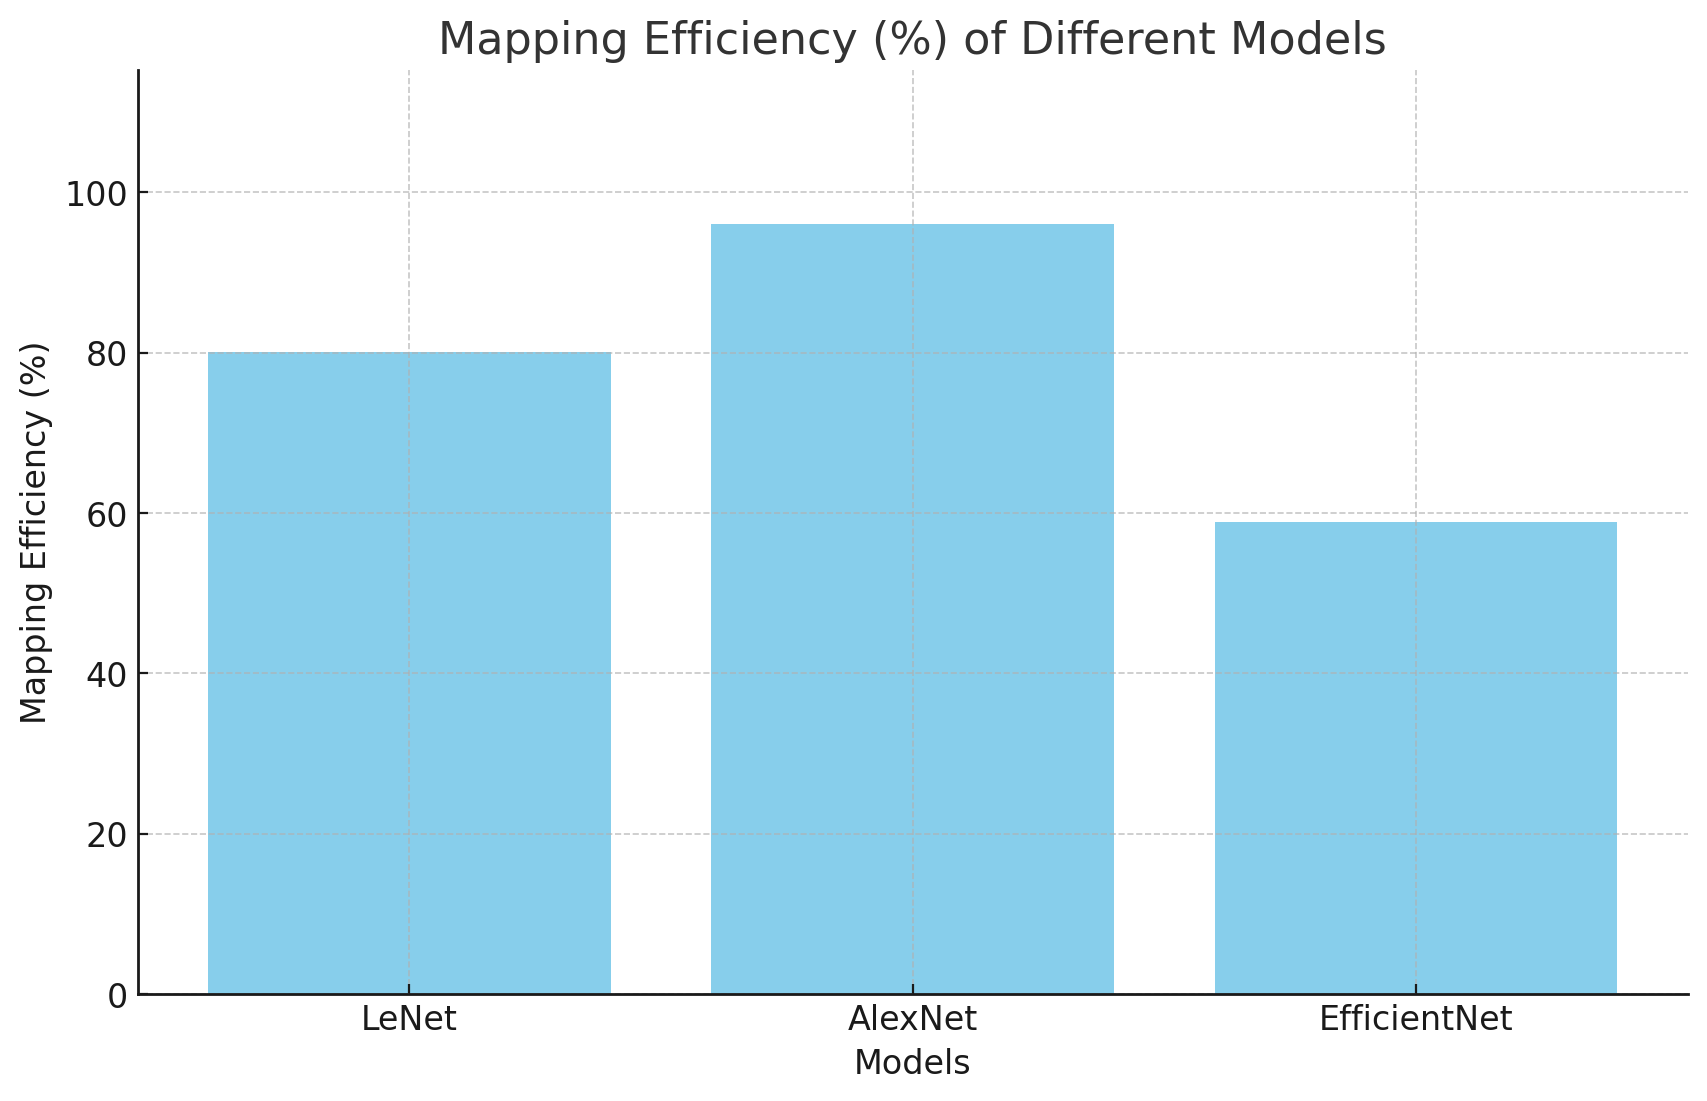 Mapping Efficiency (%) of Different Models
Mapping Efficiency (%)
100
80
60
40
20
0
LeNet
AlexNet
EfficientNet
Models